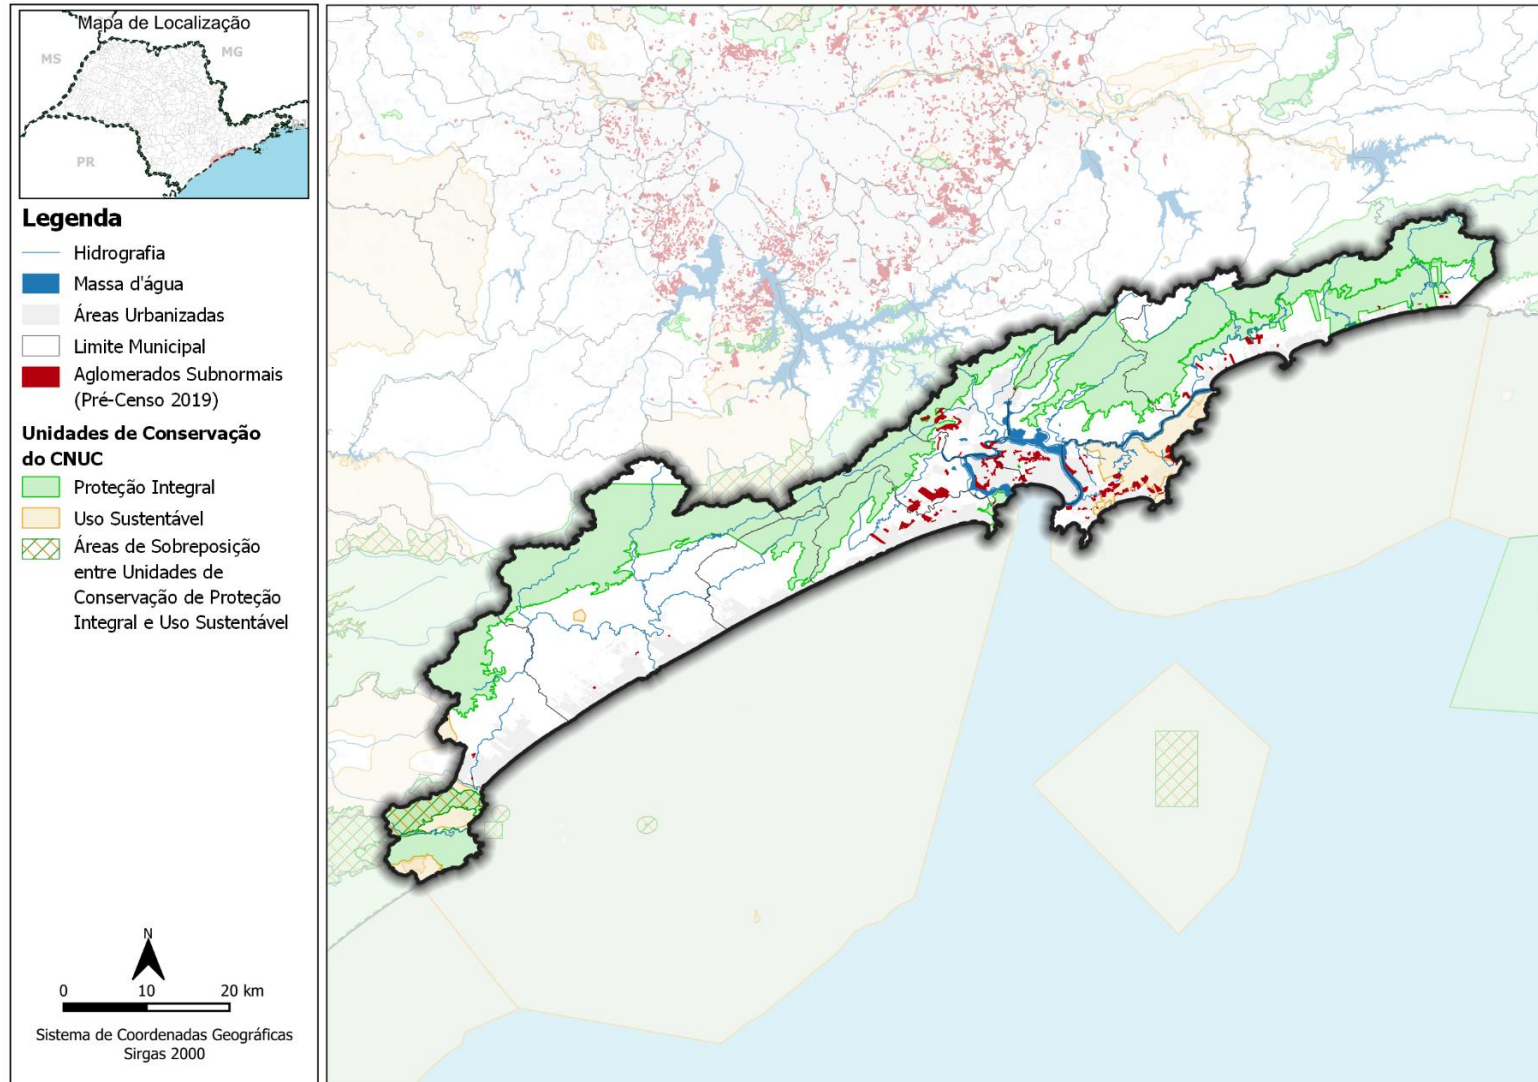 Mapa de Localização
MS
MG
PR
Legenda
Hidrografia
Massa d'água
Áreas Urbanizadas
Limite Municipal
Aglomerados Subnormais
(Pré-Censo 2019)
Unidades de Conservação
do CNUC
Proteção Integral
Uso Sustentável
Áreas de Sobreposição
entre Unidades de
Conservação de Proteção
Integral e Uso Sustentável
N
0 10 20 km
Sistema de Coordenadas Geográficas
Sirgas 2000